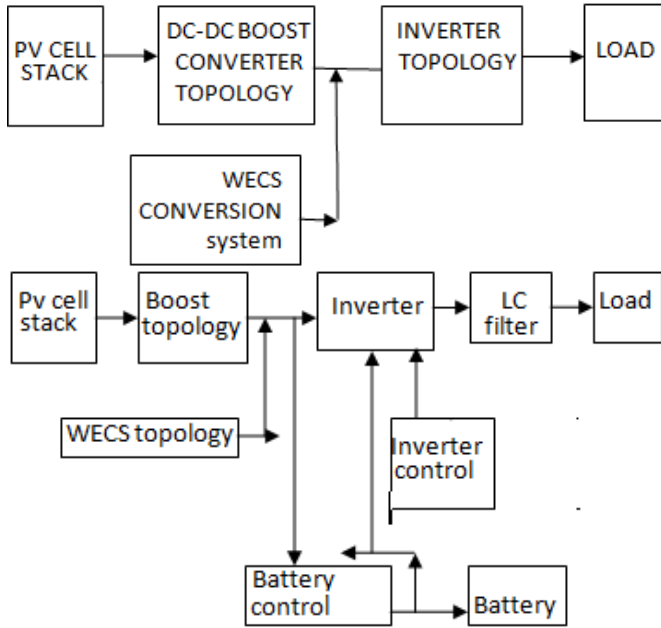 PV CELL
STACK
DC-DC BOOST
CONVERTER
TOPOLOGY
INVERTER
TOPOLOGY
LOAD
WECS
CONVERSION
system
Pv cell
stack
Boost
topology
Inverter
LC
filter
Load
WECS topology
Inverter
control
Battery
control
Battery